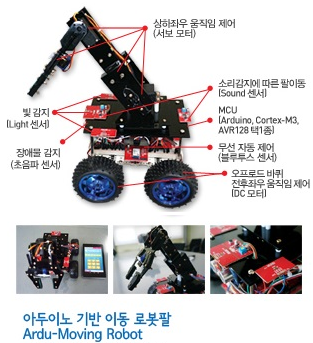 상하좌우 움직임 제어
(서보 모터)
소리감지에 따른 팔이동
(Sound 센서)
MCU
(Arduino, Cortex-M3,
AVR128 택1종)
빛 감지
(Light 센서)
무선 자동 제어
(블루투스 센서)
장애물 감지
(초음파 센서)
오프로드 바퀴
전후좌우 움직임 제어
(DC 모터)
아두이노 기반 이동 로봇팔
Ardu-Moving Robot